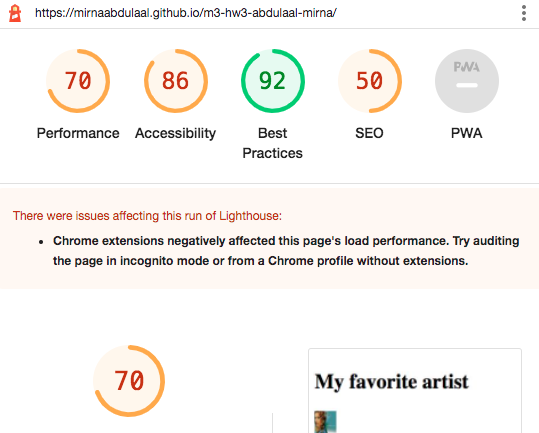 https://mirnaabdulaal.github.io/m3-hw3-abdulaal-mirna/
70 86 92 50 PWA
Performance Accessibility Best Practices SEO PWA
There were issues affecting this run of Lighthouse:
Chrome extensions negatively affected this page's load performance. Try auditing
the page in incognito mode or from a Chrome profile without extensions.
70
My favorite artist